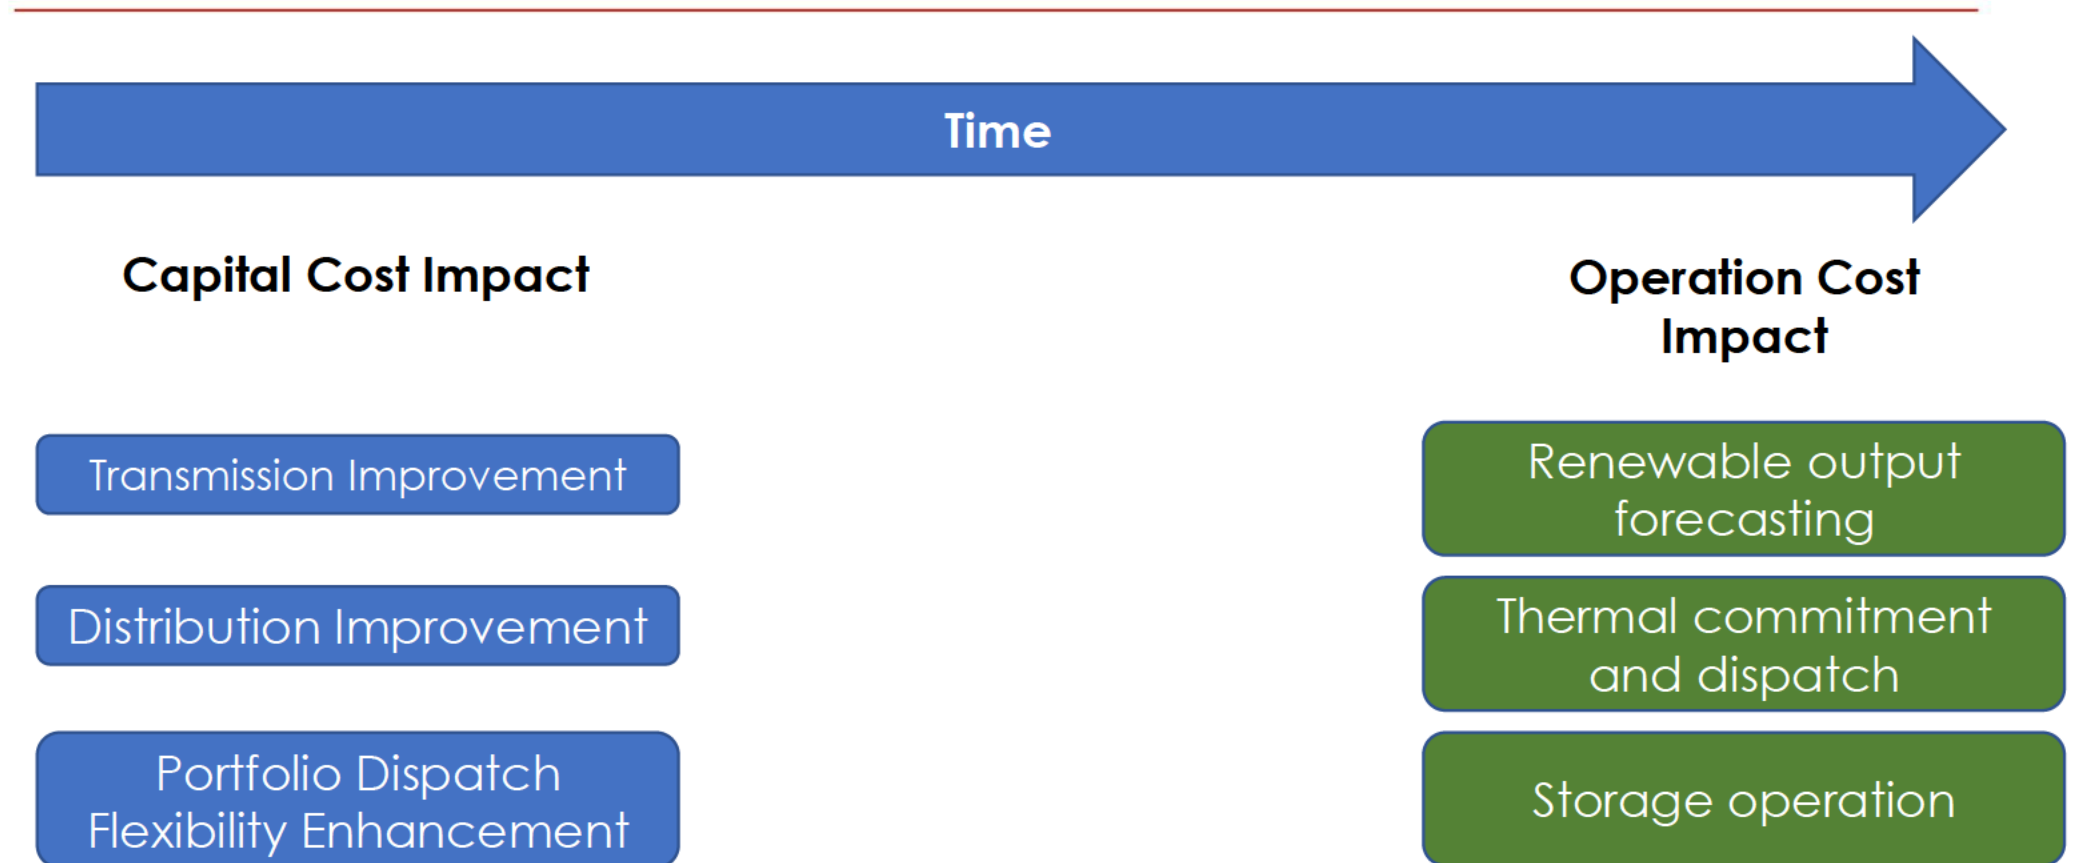 Time
Capital Cost Impact
Operation Cost
Impact
Transmission Improvement
Distribution Improvement
Portfolio Dispatch
Flexibility Enhancement
Renewable output
forecasting
Thermal commitment
and dispatch
Storage operation